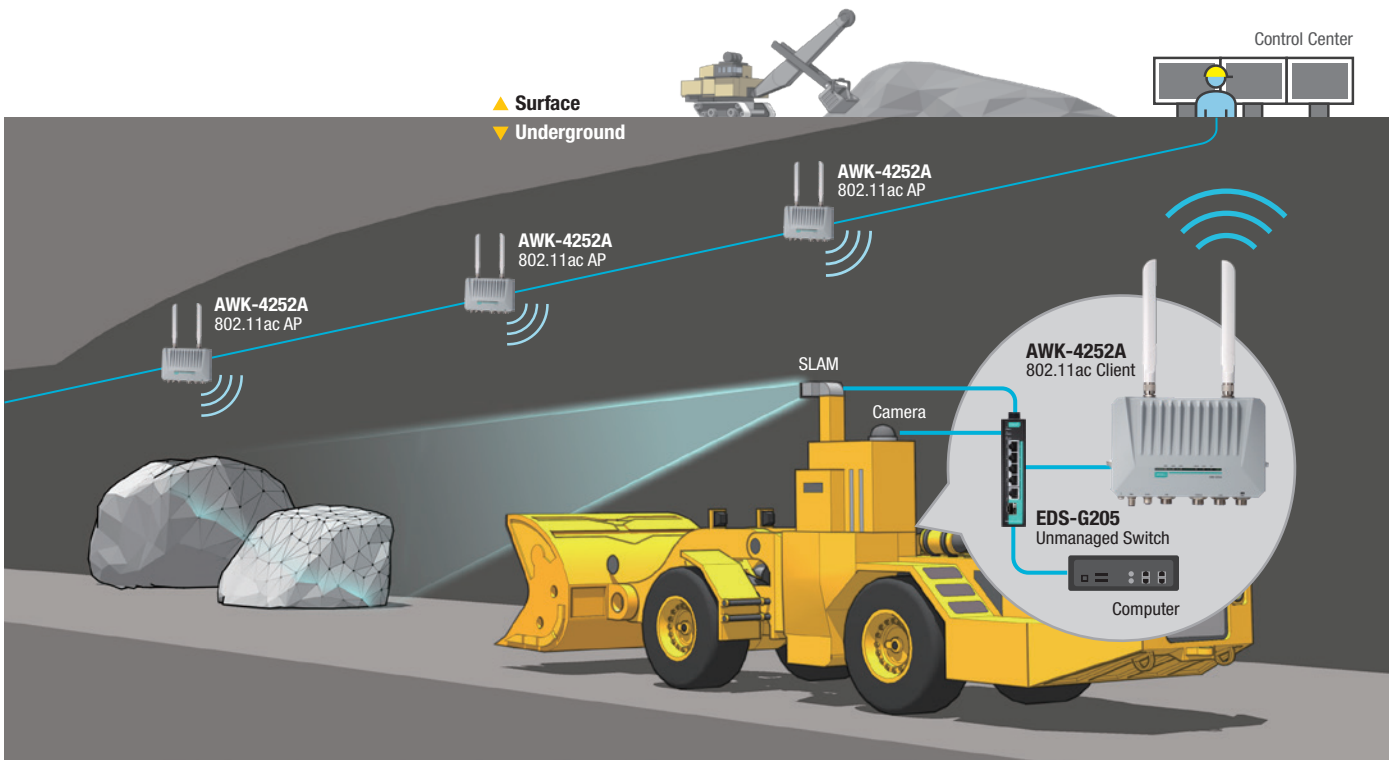 Control Center
Surface
Underground
AWK-4252A
802.11ac AP
AWK-4252A
802.11ac AP
AWK-4252A
802.11ac AP
AWK-4252A
802.11ac Client
SLAM
Camera
EDS-G205
Unmanaged Switch
Computer